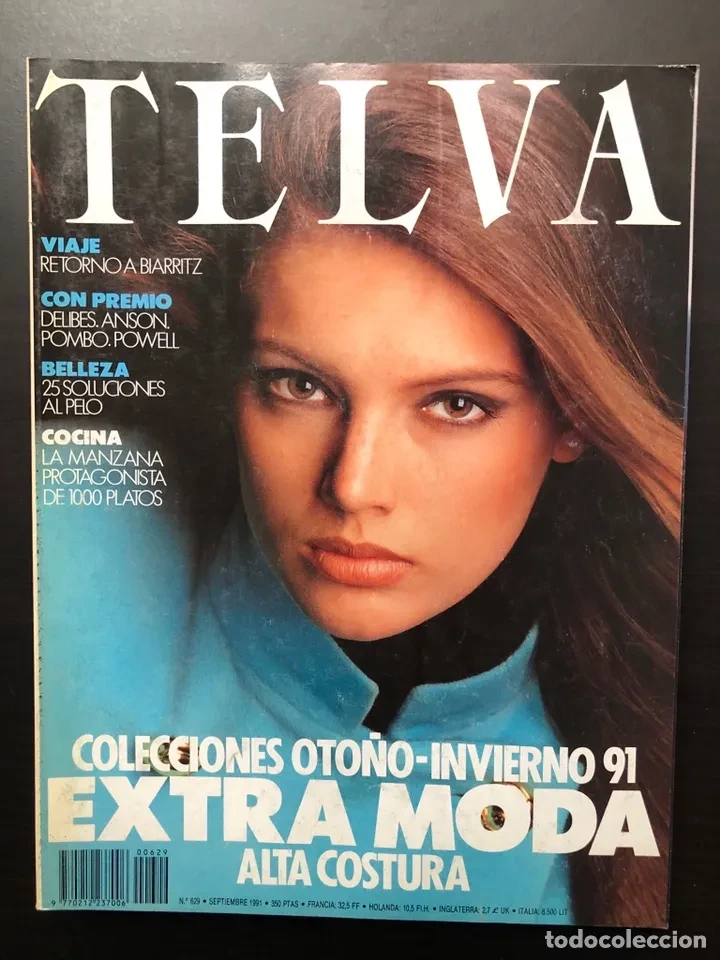 TELVA
VIAJE
RETORNO A BIARRITZ
CON PREMIO
DELIBES. ANSON.
POMBO. POWELL
BELLEZA
25 SOLUCIONES
AL PELO
COCINA
LA MANZANA
PROTAGONISTA
DE 1000 PLATOS
COLECCIONES OTOÑO-INVIERNO 91
EXTRA MODA
ALTA COSTURA
00629
9 770212 237006
N.º 629 • SEPTIEMBRE 1991 • 350 PTAS • FRANCIA: 32,5 FF • HOLANDA: 10,5 Fl.H. • INGLATERRA: 2,7 £ UK • ITALIA: 8.500 LIT
todocoleccion